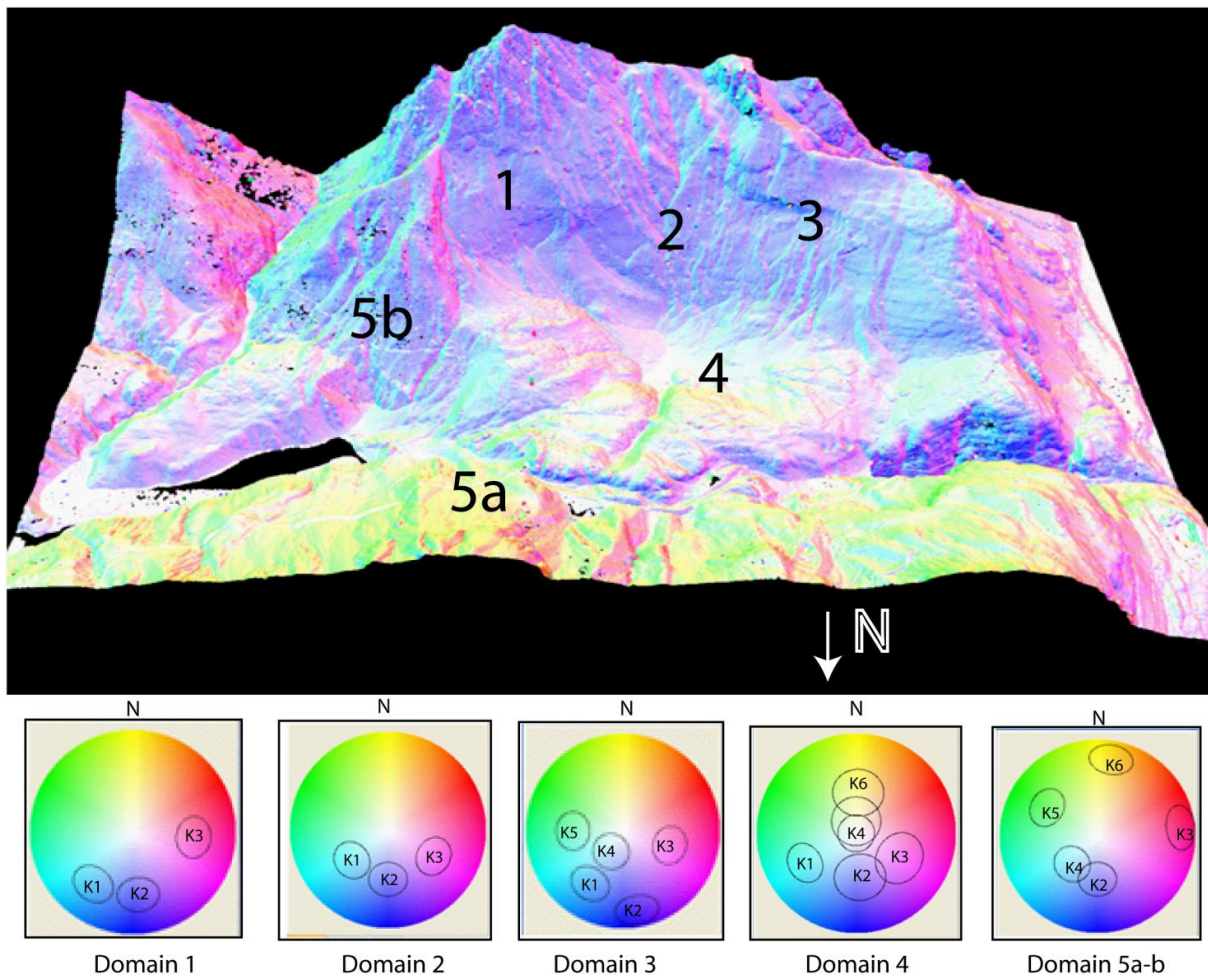 1
2
3
5b
4
5a
ℕ
N
N
N
N
N
K3
K1
K2
K1
K3
K2
K5
K4
K3
K1
K2
K6
K4
K1
K3
K2
K6
K5
K3
K4
K2
Domain 1
Domain 2
Domain 3
Domain 4
Domain 5a-b